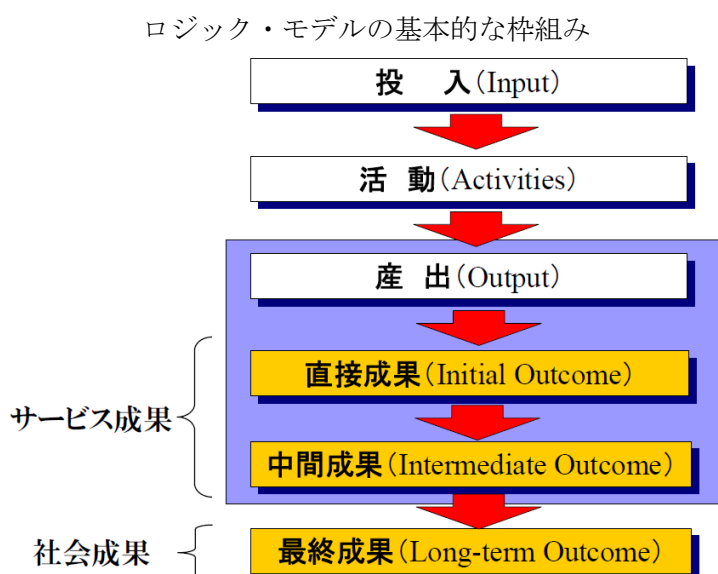 ロジック・モデルの基本的な枠組み
投　入(Input)
活 動(Activities)
産 出(Output)
直接成果(Initial Outcome)
サービス成果
中間成果(Intermediate Outcome)
社会成果
最終成果(Long-term Outcome)